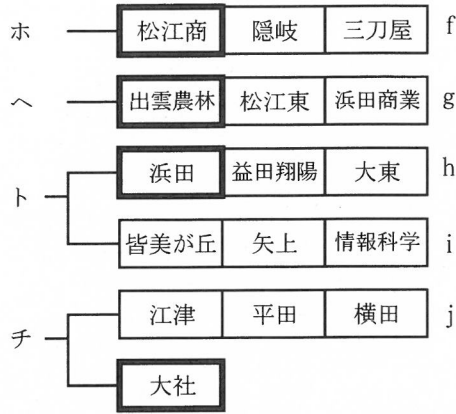 ホ 松江商 隠岐 三刀屋 f
ヘ 出雲農林 松江東 浜田商業 g
浜田 益田翔陽 大東 h
ト
皆美が丘 矢上 情報科学 i
江津 平田 横田 j
チ
大社